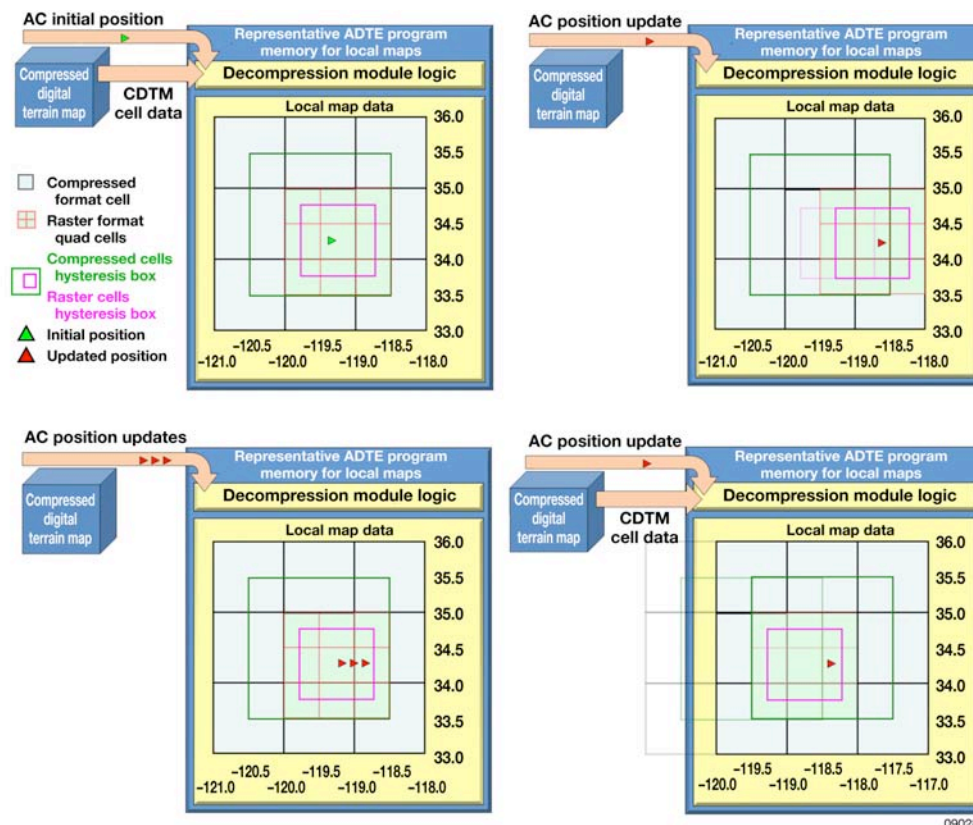 AC initial position
Representative ADTE program
memory for local maps
Compressed
digital
terrain map
CDTM
cell data
Decompression module logic
Local map data
36.0
35.5
35.0
34.5
34.0
33.5
33.0
−120.5 −119.5 −118.5
−121.0 −120.0 −119.0 −118.0
Compressed
format cell
Raster format
quad cells
Compressed cells
hysteresis box
Raster cells
hysteresis box
Initial position
Updated position
AC position update
Representative ADTE program
memory for local maps
Compressed
digital
terrain map
Decompression module logic
Local map data
36.0
35.5
35.0
34.5
34.0
33.5
33.0
−120.5 −119.5 −118.5
−121.0 −120.0 −119.0 −118.0
AC position updates
Representative ADTE program
memory for local maps
Compressed
digital
terrain map
Decompression module logic
Local map data
36.0
35.5
35.0
34.5
34.0
33.5
33.0
−120.5 −119.5 −118.5
−121.0 −120.0 −119.0 −118.0
AC position update
Representative ADTE program
memory for local maps
Compressed
digital
terrain map
CDTM
cell data
Decompression module logic
Local map data
36.0
35.5
35.0
34.5
34.0
33.5
33.0
−119.5 −118.5 −117.5
−120.0 −119.0 −118.0 −117.0